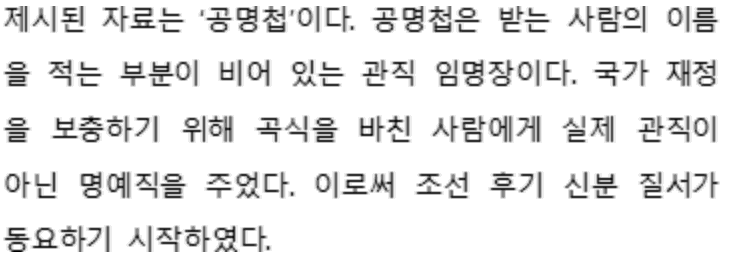 제시된 자료는 ‘공명첩’이다. 공명첩은 받는 사람의 이름
을 적는 부분이 비어 있는 관직 임명장이다. 국가 재정
을 보충하기 위해 곡식을 바친 사람에게 실제 관직이
아닌 명예직을 주었다. 이로써 조선 후기 신분 질서가
동요하기 시작하였다.